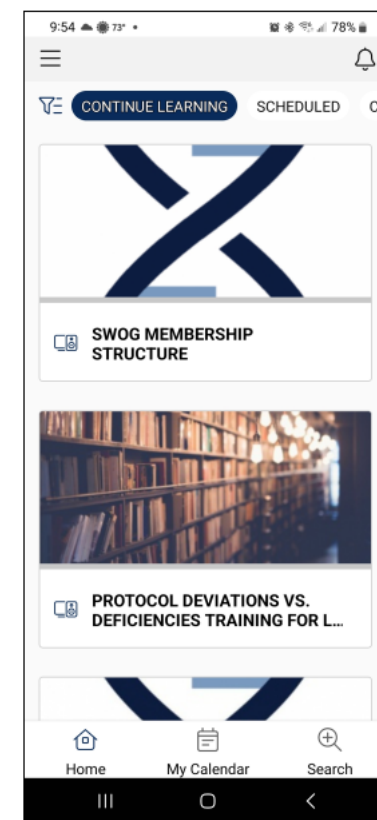 9:54 73° •
78%
CONTINUE LEARNING SCHEDULED C
SWOG MEMBERSHIP
STRUCTURE
PROTOCOL DEVIATIONS VS.
DEFICIENCIES TRAINING FOR L...
Home My Calendar Search